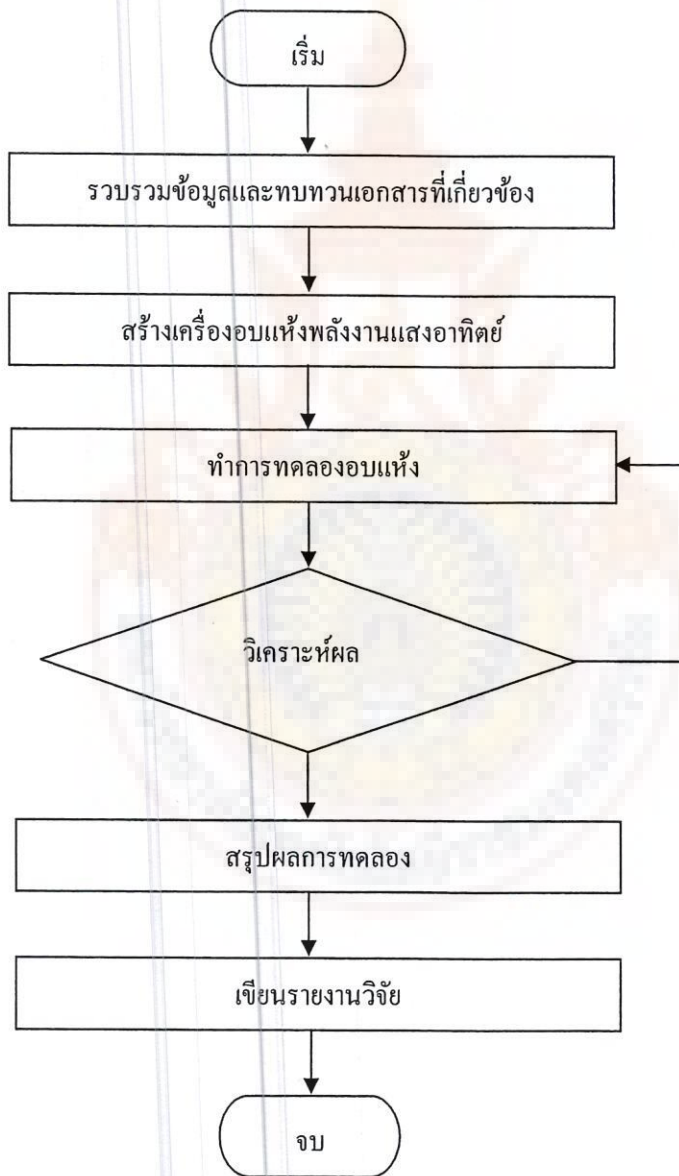 เริ่ม
รวบรวมข้อมูลและทบทวนเอกสารที่เกี่ยวข้อง
สร้างเครื่องอบแห้งพลังงานแสงอาทิตย์
ทำการทดลองอบแห้ง
วิเคราะห์ผล
สรุปผลการทดลอง
เขียนรายงานวิจัย
จบ